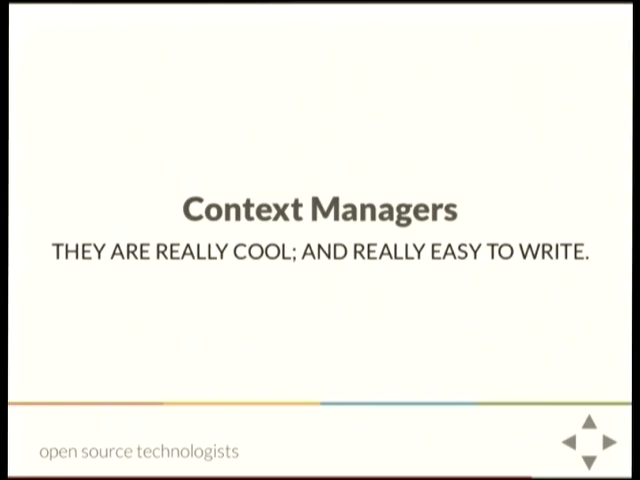 Context Managers
THEY ARE REALLY COOL; AND REALLY EASY TO WRITE.
open source technologists